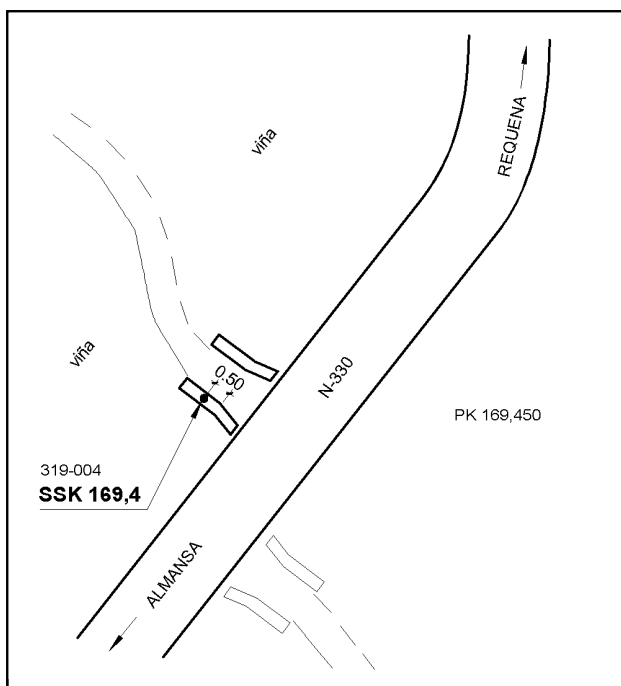 REQUENA
viña
viña
0.50
N-330
PK 169,450
319-004
SSK 169,4
ALMANSA